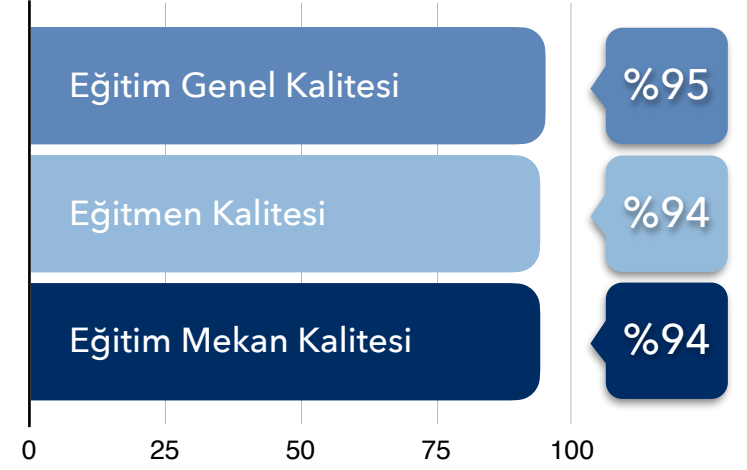 Eğitim Genel Kalitesi %95
Eğitmen Kalitesi %94
Eğitim Mekan Kalitesi %94
0 25 50 75 100